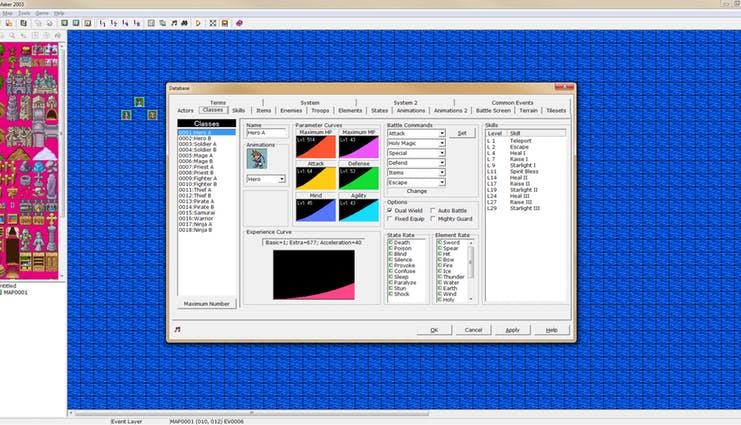 Maker 2003
Map Tools Game Help
Database
Terms System System 2 Common Events
Actors Classes Skills Items Enemies Troops Elements States Animations Animations 2 Battle Screen Terrain Tilesets
Classes
0001:Hero A
0002:Hero B
0003:Soldier A
0004:Soldier B
0005:Mage A
0006:Mage B
0007:Priest A
0008:Priest B
0009:Fighter A
0010:Fighter B
0011:Thief A
0012:Thief B
0013:Pirate A
0014:Pirate B
0015:Samurai
0016:Warrior
0017:Ninja A
0018:Ninja B
Maximum Number
Name
Hero A
Animations
Hero
Parameter Curves
Maximum HP Maximum MP
Lv1: 514 Lv1: 43
Attack Defense
Lv1: 64 Lv1: 53
Mind Agility
Lv1: 45 Lv1: 43
Experience Curve
Basic=1; Extra=677; Acceleration=40
Battle Commands
Attack Set
Holy Magic
Special
Defend
Items
Escape
Change
Options
Dual Wield Auto Battle
Fixed Equip Mighty Guard
State Rate
C Death
C Poison
C Blind
C Silence
C Provoke
C Confuse
C Sleep
C Paralyze
C Stun
C Shock
Element Rate
C Sword
C Spear
C Hit
C Bow
C Fire
C Ice
C Thunder
C Water
C Earth
C Wind
C Holy
Skills
Level Skill
L 1 Teleport
L 2 Escape
L 4 Heal I
L 7 Raise I
L 9 Starlight I
L11 Spirit Bless
L14 Heal II
L17 Raise II
L19 Starlight II
L24 Heal III
L27 Raise III
L29 Starlight III
OK Cancel Apply Help
ntitled
MAP0001
Event Layer MAP0001 (010, 012) EV0006